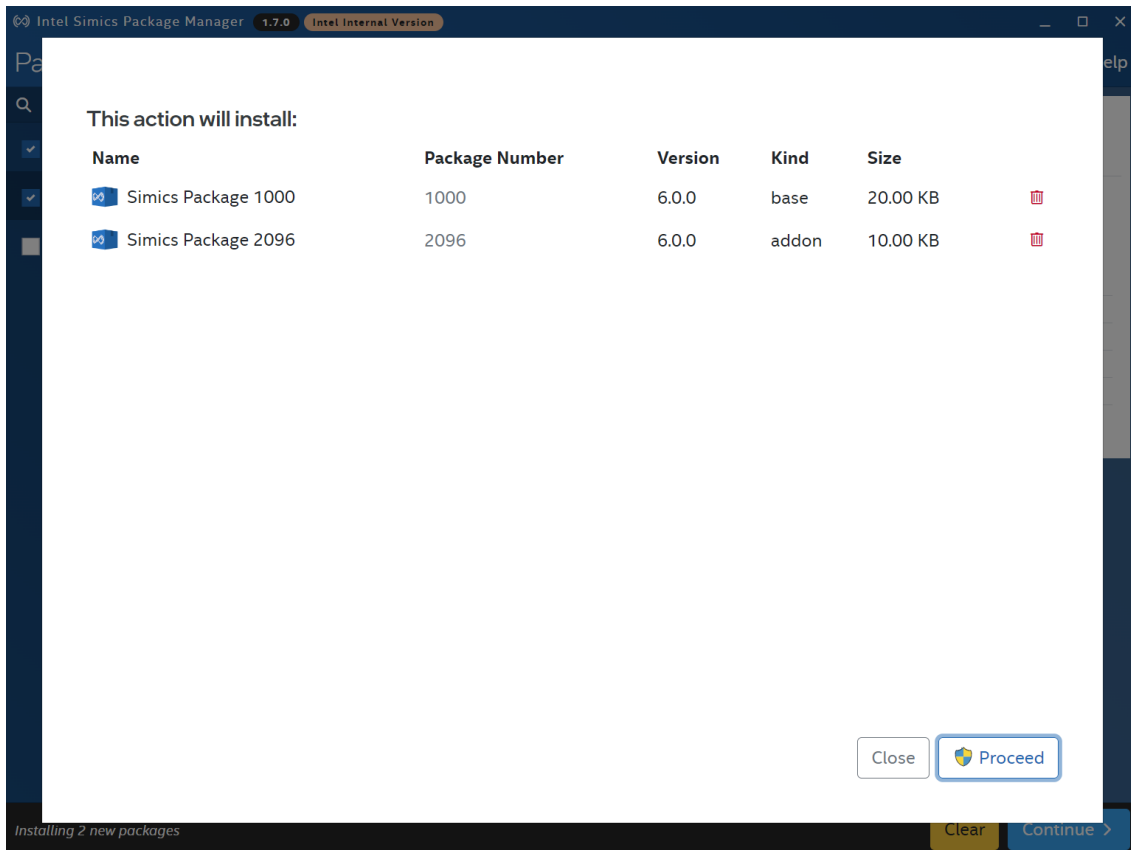 Intel Simics Package Manager 1.7.0 Intel Internal Version
Pa
elp
This action will install:
Name Package Number Version Kind Size
Simics Package 1000 1000 6.0.0 base 20.00 KB
Simics Package 2096 2096 6.0.0 addon 10.00 KB
Close Proceed
Installing 2 new packages Clear Continue